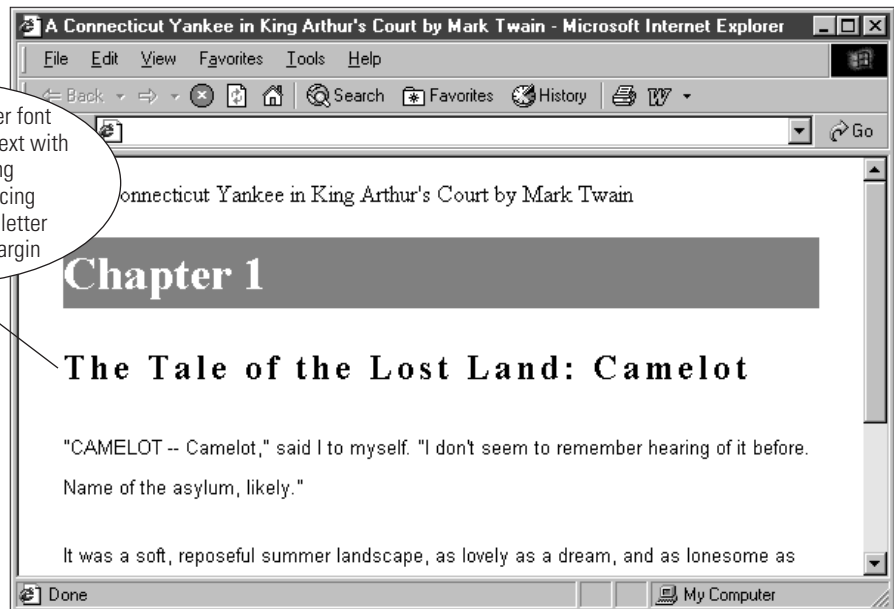 A Connecticut Yankee in King Arthur's Court by Mark Twain - Microsoft Internet Explorer
File Edit View Favorites Tools Help
Back Search Favorites History
Go
font
ext with
cing
letter
onnecticut Yankee in King Arthur's Court by Mark Twain
Chapter 1
The Tale of the Lost Land: Camelot
"CAMELOT -- Camelot," said I to myself. "I don't seem to remember hearing of it before.
Name of the asylum, likely."
It was a soft, reposeful summer landscape, as lovely as a dream, and as lonesome as
Done My Computer